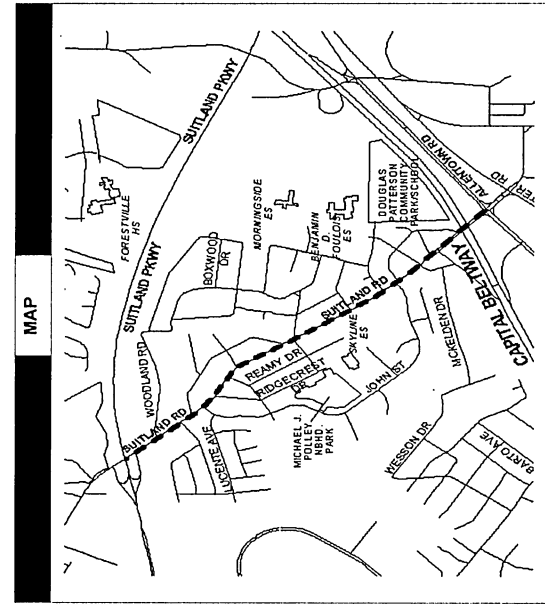 MAP
SUITLAND PKWY
FORESTVILLE
HS
SUITLAND PKWY
MORNINGSIDE
ES
BOXWOOD
DR
BENJAMIN
D
FOULOIS
ES
DOUGLAS
PATTERSON
COMMUNITY
PARK/SCHOOL
ALLENTOWN RD
TER RD
WOODLAND RD
SUITLAND RD
SUITLAND RD
REAMY DR
RIDGECREST
DR
SKYLINE
ES
LUCENTE AVE
MICHAEL J.
POLLEY
NBHD.
PARK
JOHN ST
MCKELDEN DR
CAPITAL BELTWAY
WESSON DR
BARTO AVE